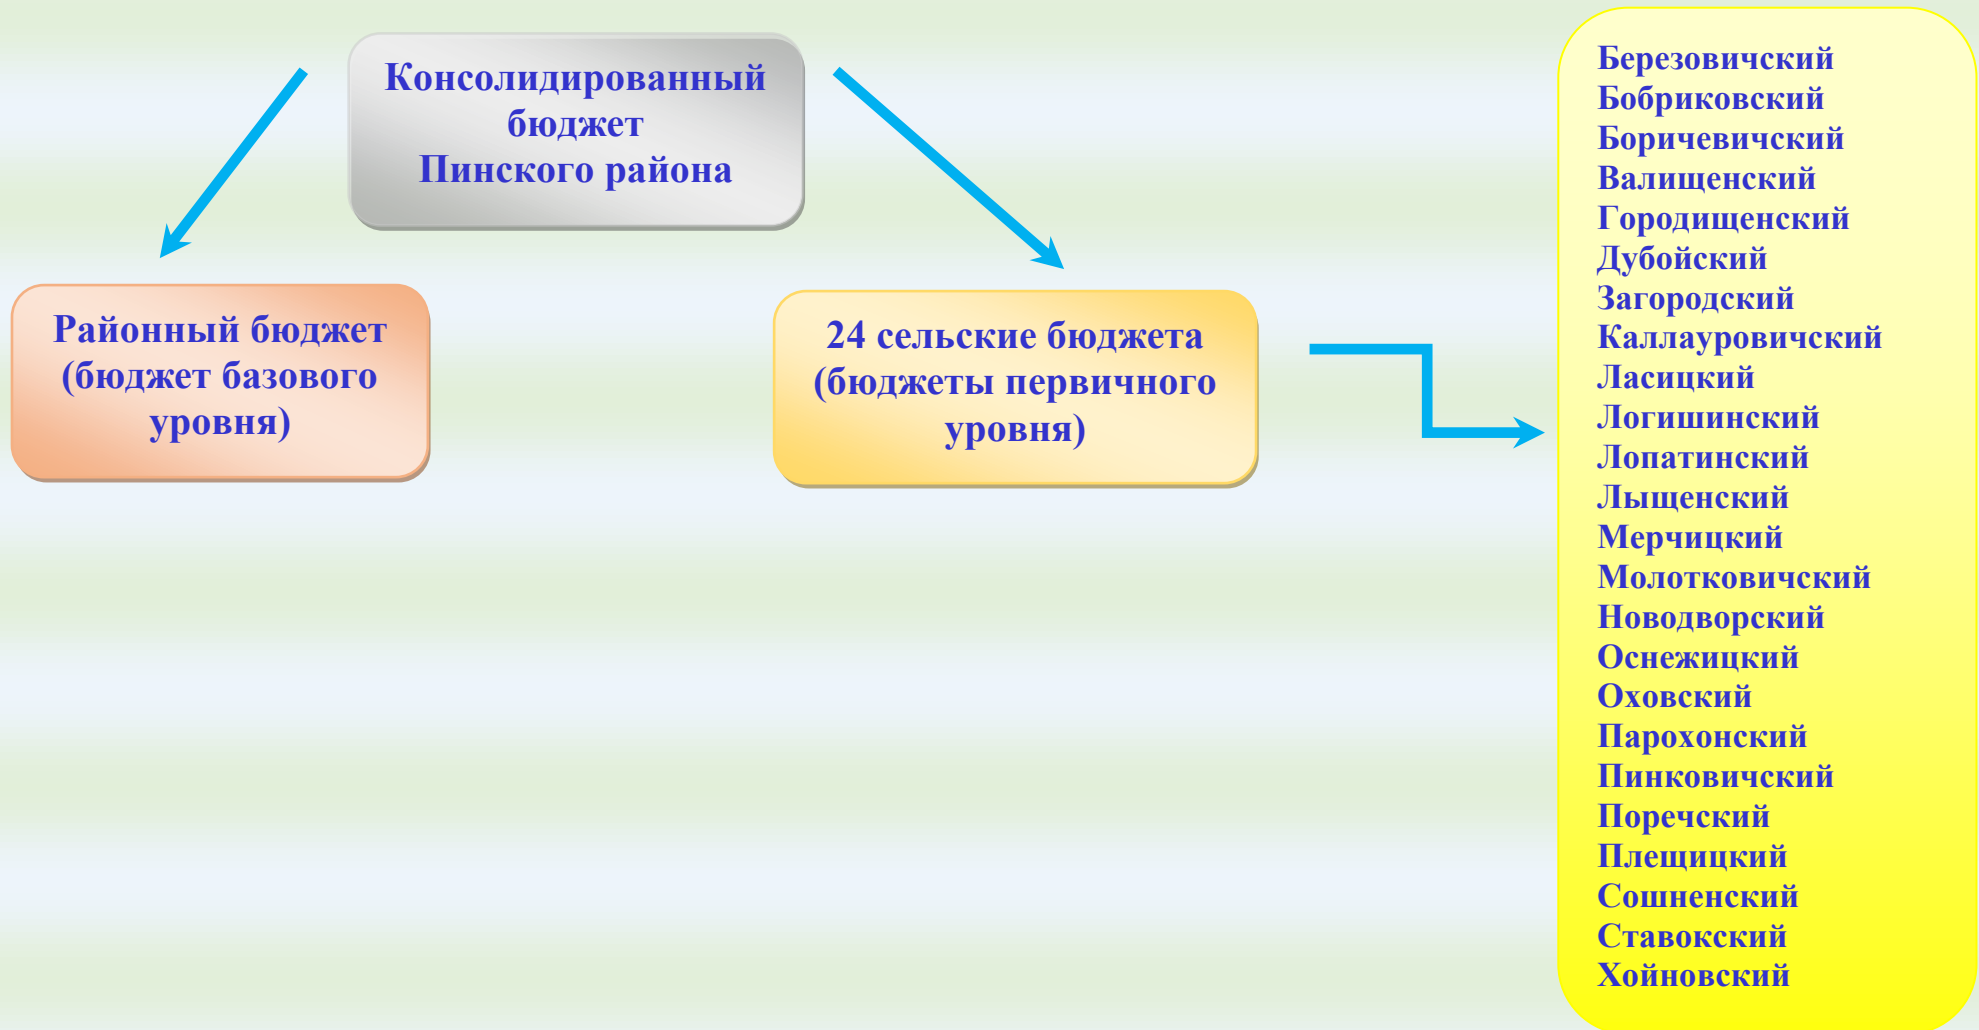 Консолидированный
бюджет
Пинского района
Районный бюджет
(бюджет базового
уровня)
24 сельские бюджета
(бюджеты первичного
уровня)
Березовичский
Бобриковский
Боричевичский
Валищенский
Городищенский
Дубойский
Загородский
Каллауровичский
Ласицкий
Логишинский
Лопатинский
Лыщенский
Мерчицкий
Молотковичский
Новодворский
Оснежицкий
Оховский
Парохонский
Пинковичский
Поречский
Плещицкий
Сошненский
Ставокский
Хойновский